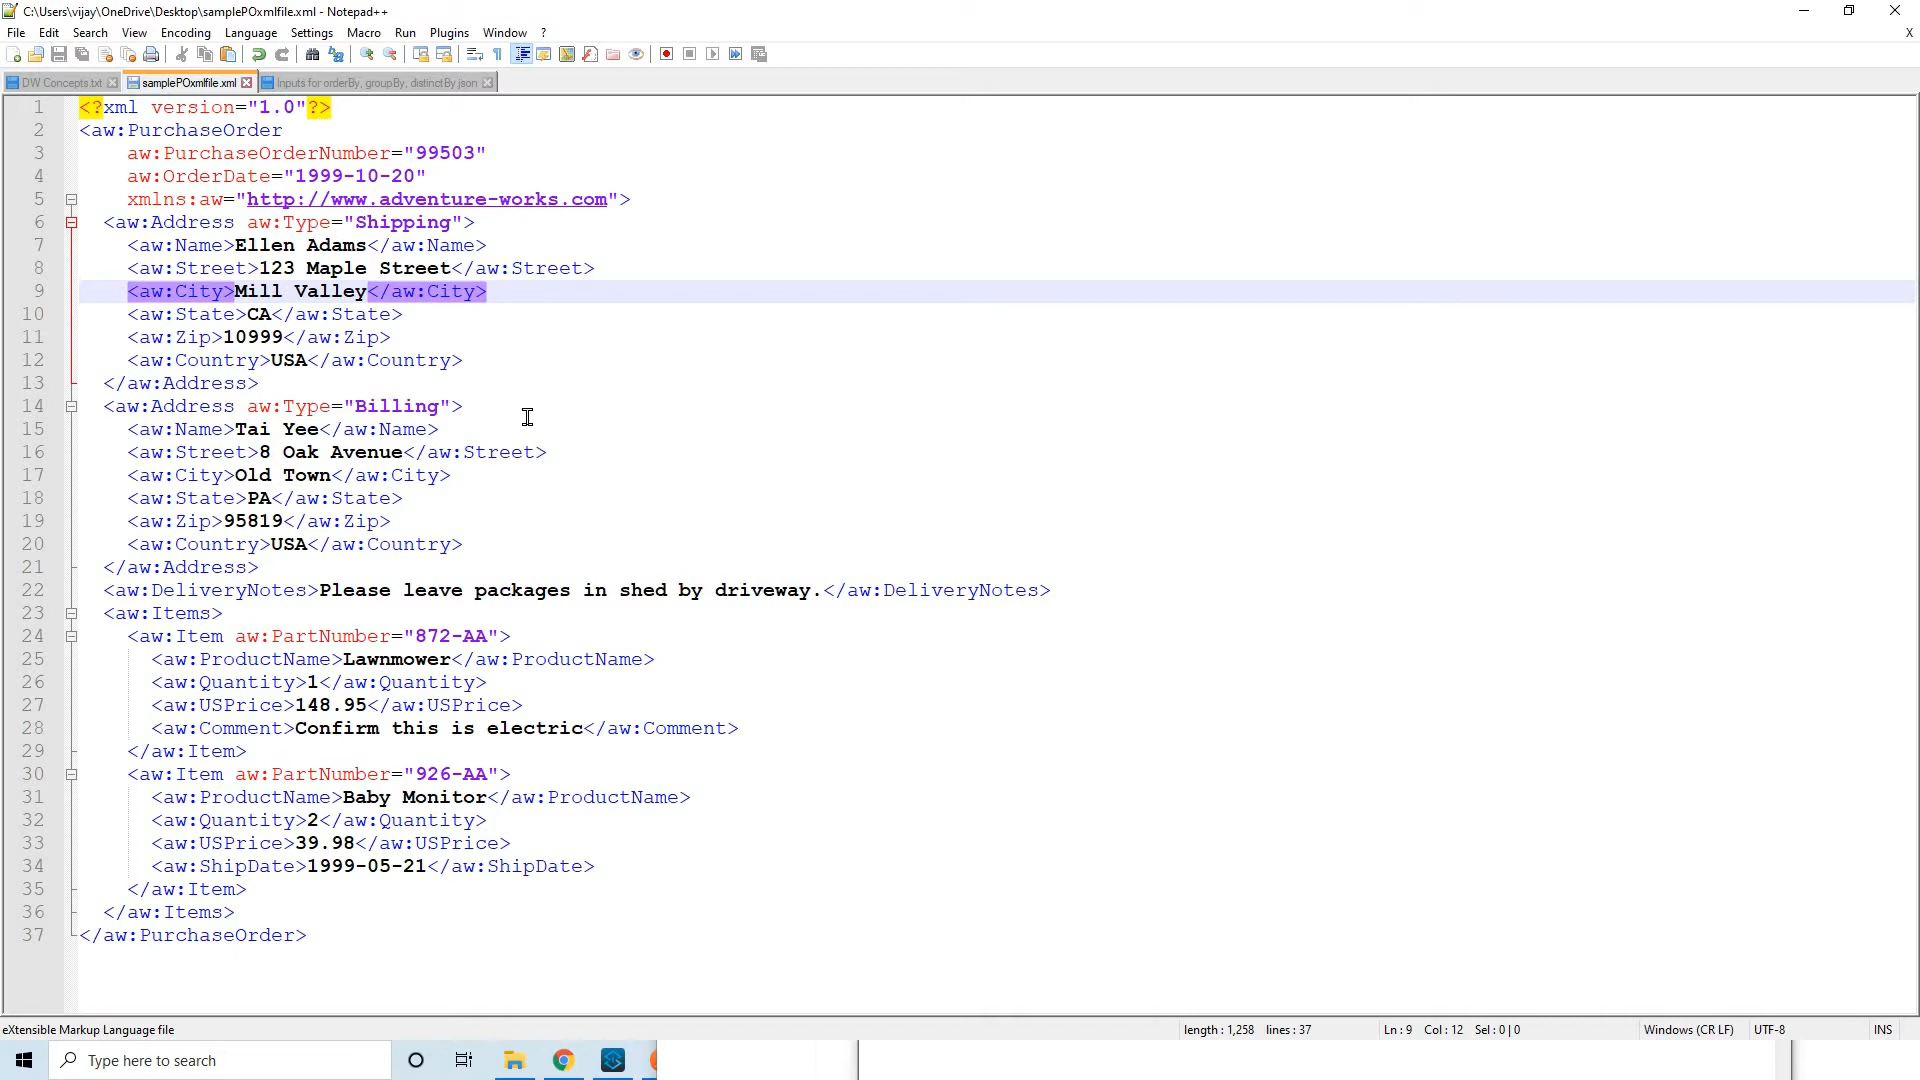 C:\Users\vijay\OneDrive\Desktop\samplePOxmlfile.xml - Notepad++
File Edit Search View Encoding Language Settings Macro Run Plugins Window ? X
DW Concepts.txt samplePOxmlfile.xml Inputs for orderBy, groupBy, distinctBy.json
1 <?xml version="1.0"?>
2 <aw:PurchaseOrder
3 aw:PurchaseOrderNumber="99503"
4 aw:OrderDate="1999-10-20"
5 xmlns:aw="http://www.adventure-works.com">
6 <aw:Address aw:Type="Shipping">
7 <aw:Name>Ellen Adams</aw:Name>
8 <aw:Street>123 Maple Street</aw:Street>
9 <aw:City>Mill Valley</aw:City>
10 <aw:State>CA</aw:State>
11 <aw:Zip>10999</aw:Zip>
12 <aw:Country>USA</aw:Country>
13 </aw:Address>
14 <aw:Address aw:Type="Billing">
15 <aw:Name>Tai Yee</aw:Name>
16 <aw:Street>8 Oak Avenue</aw:Street>
17 <aw:City>Old Town</aw:City>
18 <aw:State>PA</aw:State>
19 <aw:Zip>95819</aw:Zip>
20 <aw:Country>USA</aw:Country>
21 </aw:Address>
22 <aw:DeliveryNotes>Please leave packages in shed by driveway.</aw:DeliveryNotes>
23 <aw:Items>
24 <aw:Item aw:PartNumber="872-AA">
25 <aw:ProductName>Lawnmower</aw:ProductName>
26 <aw:Quantity>1</aw:Quantity>
27 <aw:USPrice>148.95</aw:USPrice>
28 <aw:Comment>Confirm this is electric</aw:Comment>
29 </aw:Item>
30 <aw:Item aw:PartNumber="926-AA">
31 <aw:ProductName>Baby Monitor</aw:ProductName>
32 <aw:Quantity>2</aw:Quantity>
33 <aw:USPrice>39.98</aw:USPrice>
34 <aw:ShipDate>1999-05-21</aw:ShipDate>
35 </aw:Item>
36 </aw:Items>
37 </aw:PurchaseOrder>
eXtensible Markup Language file length : 1,258 lines : 37 Ln : 9 Col : 12 Sel : 0 | 0 Windows (CR LF) UTF-8 INS
Type here to search